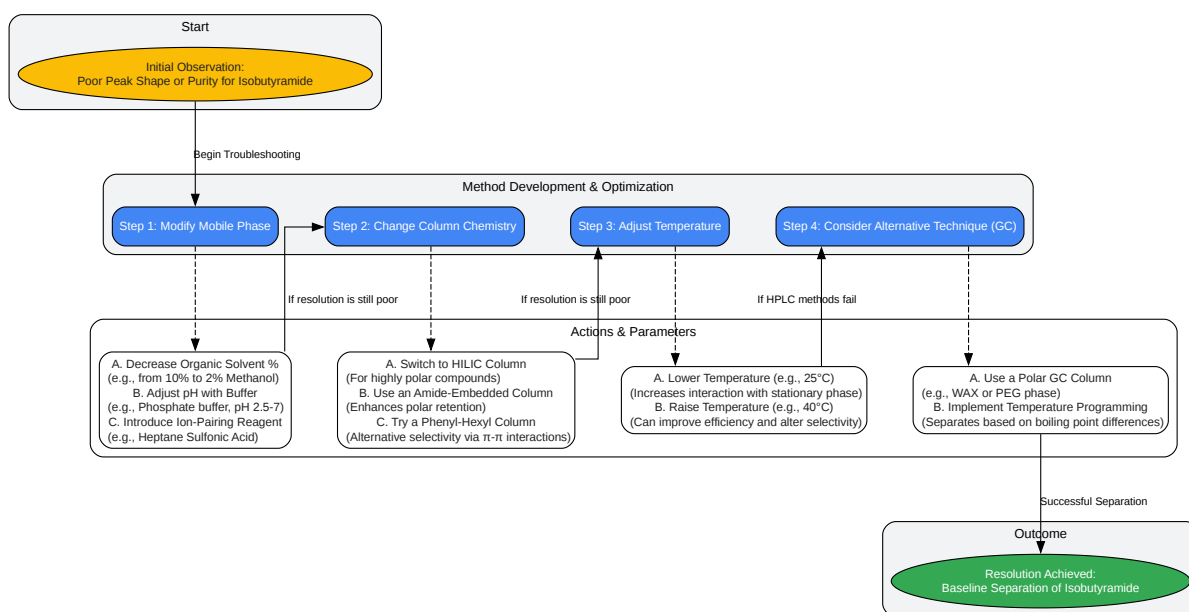 Start
Initial Observation:
Poor Peak Shape or Purity for Isobutyramide
Begin Troubleshooting
Method Development & Optimization
Step 1: Modify Mobile Phase
Step 2: Change Column Chemistry
Step 3: Adjust Temperature
Step 4: Consider Alternative Technique (GC)
If resolution is still poor
If resolution is still poor
If HPLC methods fail
Actions & Parameters
A. Decrease Organic Solvent %
(e.g., from 10% to 2% Methanol)
B. Adjust pH with Buffer
(e.g., Phosphate buffer, pH 2.5-7)
C. Introduce Ion-Pairing Reagent
(e.g., Heptane Sulfonic Acid)
A. Switch to HILIC Column
(For highly polar compounds)
B. Use an Amide-Embedded Column
(Enhances polar retention)
C. Try a Phenyl-Hexyl Column
(Alternative selectivity via π-π interactions)
A. Lower Temperature (e.g., 25°C)
(Increases interaction with stationary phase)
B. Raise Temperature (e.g., 40°C)
(Can improve efficiency and alter selectivity)
A. Use a Polar GC Column
(e.g., WAX or PEG phase)
B. Implement Temperature Programming
(Separates based on boiling point differences)
Successful Separation
Outcome
Resolution Achieved:
Baseline Separation of Isobutyramide